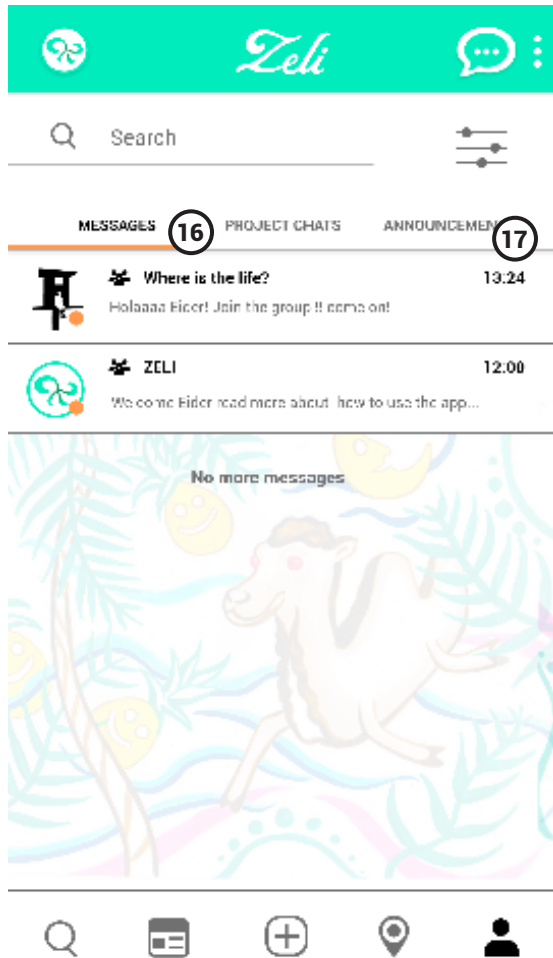 Zeli
Search
MESSAGES 16 PROJECT CHATS ANNOUNCEMEN 17
Where is the life? 13:24
Holaaaa Eider! Join the group !! come on!
ZELI 12:00
Welcome Eider read more about how to use the app...
No more messages